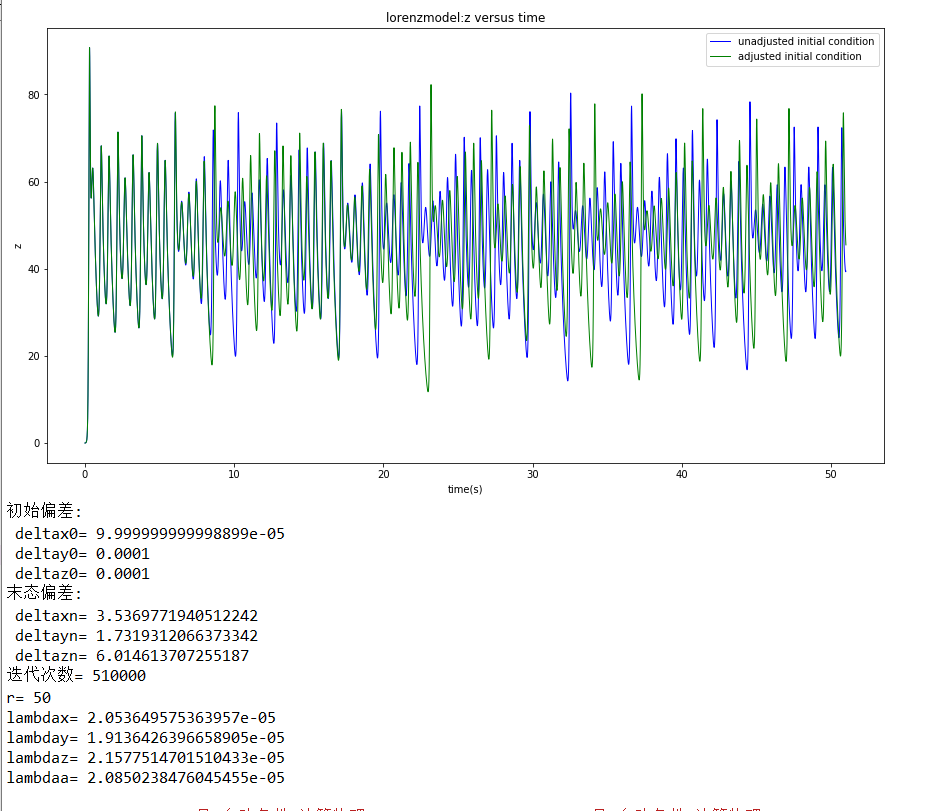 lorenzmodel:z versus time
unadjusted initial condition
adjusted initial condition
80
60
40
20
0
z
0 10 20 30 40 50
time(s)
初始偏差:
deltax0= 9.999999999998899e-05
deltay0= 0.0001
deltaz0= 0.0001
末态偏差:
deltaxn= 3.5369771940512242
deltayn= 1.7319312066373342
deltazn= 6.014613707255187
迭代次数= 510000
r= 50
lambdax= 2.053649575363957e-05
lambday= 1.9136426396658905e-05
lambdaz= 2.1577514701510433e-05
lambdaa= 2.0850238476045455e-05